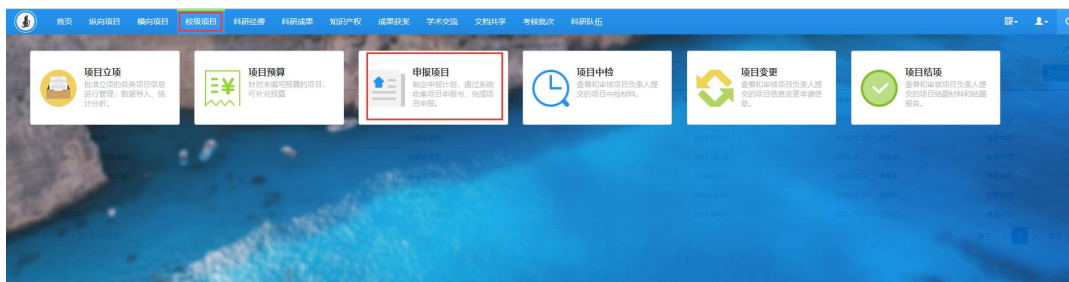 首页 纵向项目 横向项目 校级项目 科研经费 科研成果 知识产权 成果获奖 学术交流 文档共享 考核批次 科研队伍
项目立项
批准立项的各类项目信息
进行管理：数据导入、统
计分析。
项目预算
针对未填写预算的项目，
可补充预算
申报项目
制定申报计划，通过系统
收集项目申报书，完成项
目申报。
项目中检
查看和审核项目负责人提
交的项目中检材料。
项目变更
查看和审核项目负责人提
交的项目信息变更申请信
息。
项目结项
查看和审核项目负责人提
交的项目结题材料和结题
报告。